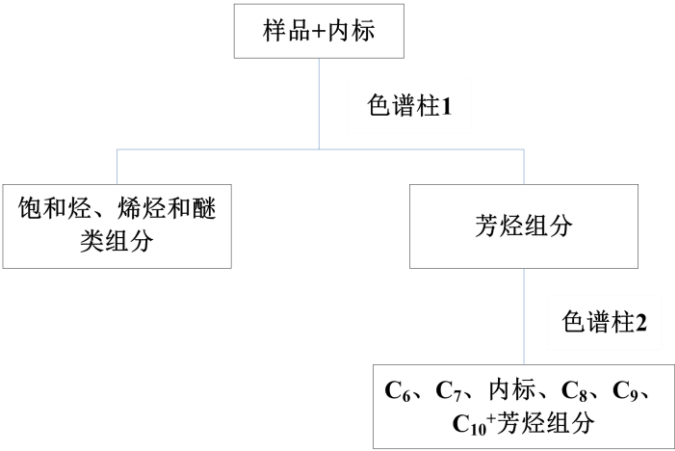 样品+内标
色谱柱1
饱和烃、烯烃和醚
类组分
芳烃组分
色谱柱2
C₆、C₇、内标、C₈、C₉、
C₁₀⁺芳烃组分